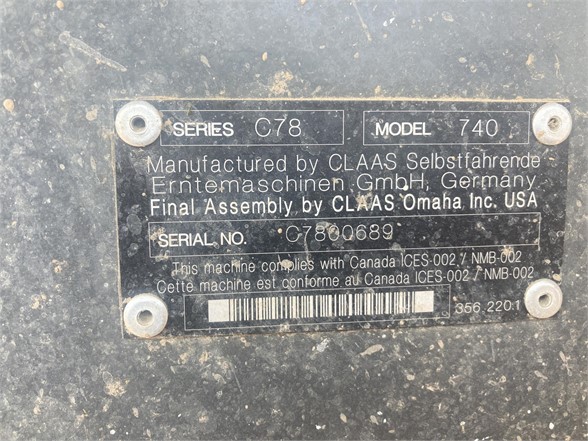 SERIES C78 MODEL 740
Manufactured by CLAAS Selbstfahrende
Erntemaschinen GmbH, Germany
Final Assembly by CLAAS Omaha Inc. USA
SERIAL NO. C7800689
This machine complies with Canada ICES-002 / NMB-002
Cette machine est conforme au Canada ICES-002 / NMB-002
356.220.1